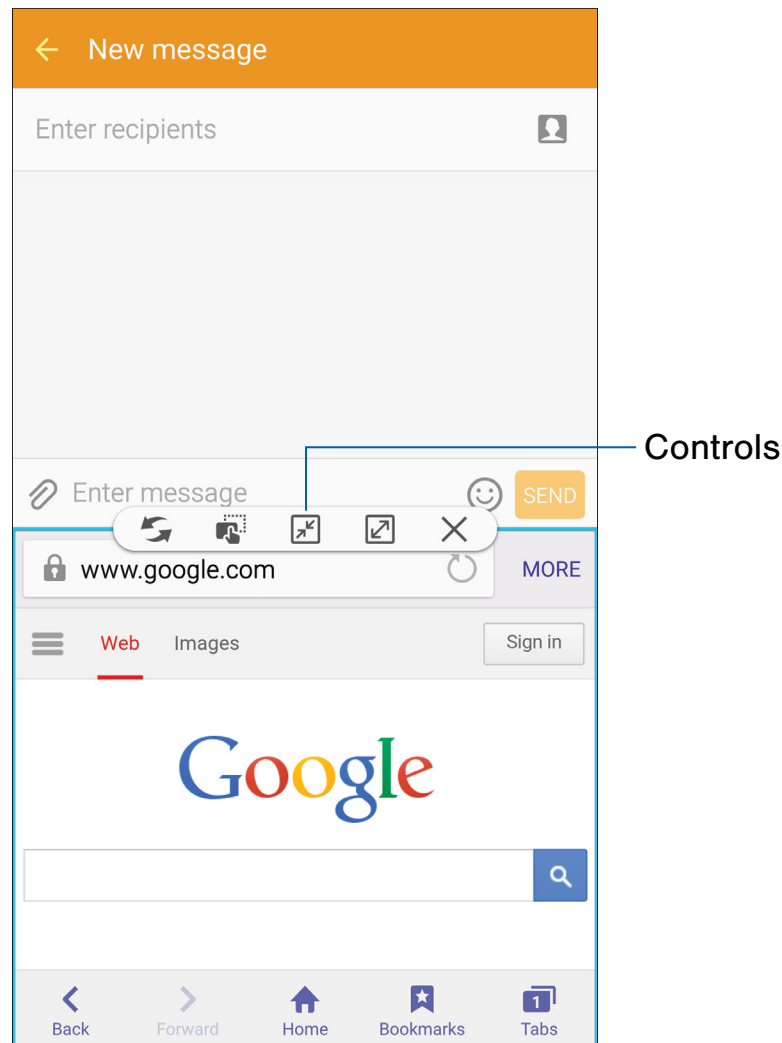 New message
Enter recipients
Controls
Enter message
SEND
www.google.com
MORE
Web Images Sign in
Google
1
Back Forward Home Bookmarks Tabs